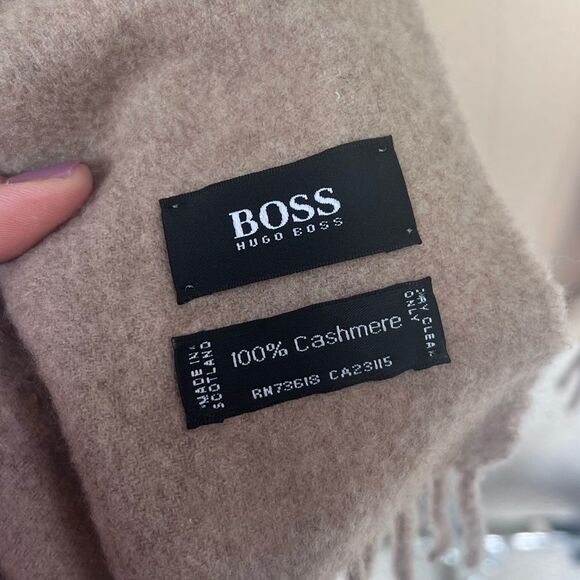 BOSS
HUGO BOSS
MADE IN
SCOTLAND
100% Cashmere
RN73618 CA23115
DRY CLEAN
ONLY